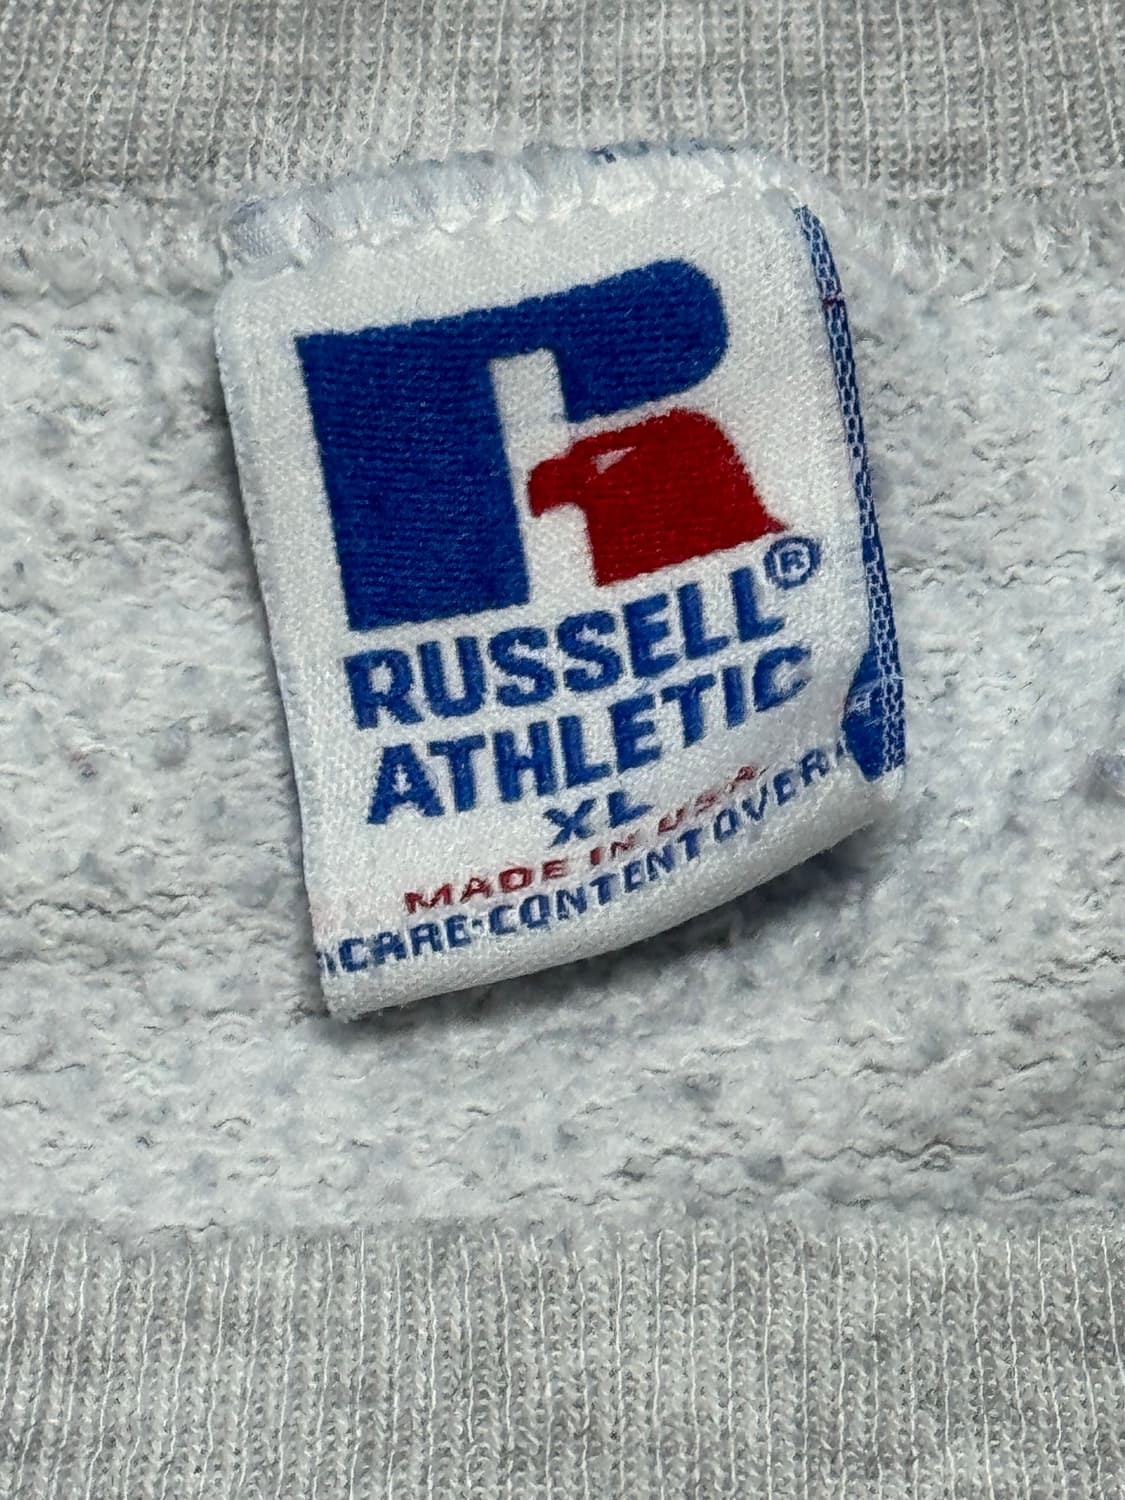 RUSSELL®
ATHLETIC
XL
MADE IN USA
CARE·CONTENT OVER